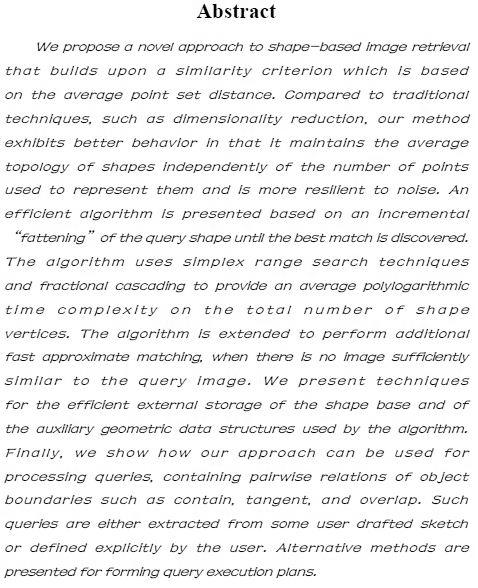 Abstract
We propose a novel approach to shape-based image retrieval
that builds upon a similarity criterion which is based
on the average point set distance. Compared to traditional
techniques, such as dimensionality reduction, our method
exhibits better behavior in that it maintains the average
topology of shapes independently of the number of points
used to represent them and is more resilient to noise. An
efficient algorithm is presented based on an incremental
“fattening” of the query shape until the best match is discovered.
The algorithm uses simplex range search techniques
and fractional cascading to provide an average polylogarithmic
time complexity on the total number of shape
vertices. The algorithm is extended to perform additional
fast approximate matching, when there is no image sufficiently
similar to the query image. We present techniques
for the efficient external storage of the shape base and of
the auxiliary geometric data structures used by the algorithm.
Finally, we show how our approach can be used for
processing queries, containing pairwise relations of object
boundaries such as contain, tangent, and overlap. Such
queries are either extracted from some user drafted sketch
or defined explicitly by the user. Alternative methods are
presented for forming query execution plans.